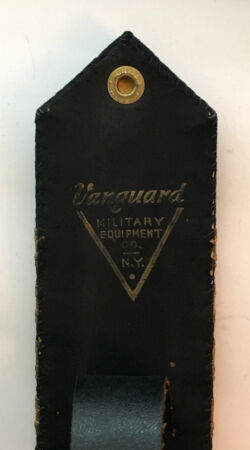 Vanguard
MILITARY
EQUIPMENT
CO.
N.Y.